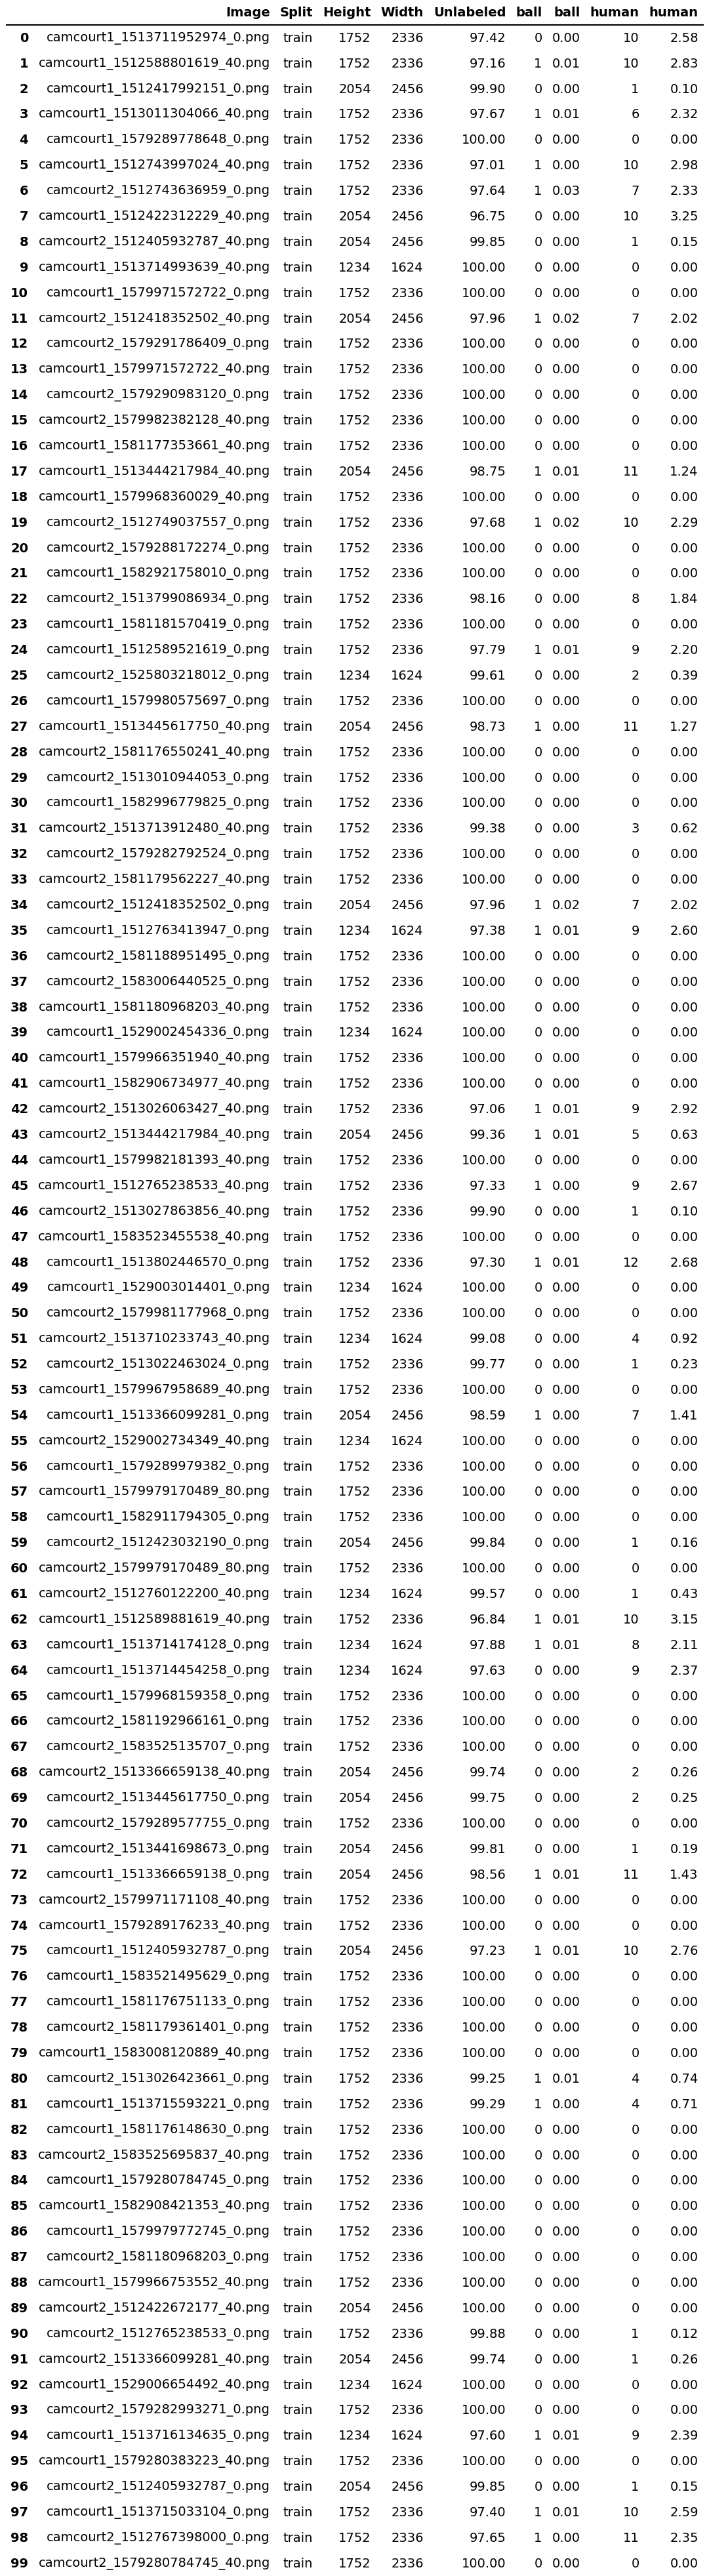 Image Split Height Width Unlabeled ball ball human human
0 camcourt1_1513711952974_0.png train 1752 2336 97.42 0 0.00 10 2.58
1 camcourt1_1512588801619_40.png train 1752 2336 97.16 1 0.01 10 2.83
2 camcourt1_1512417992151_0.png train 2054 2456 99.90 0 0.00 1 0.10
3 camcourt1_1513011304066_40.png train 1752 2336 97.67 1 0.01 6 2.32
4 camcourt1_1579289778648_0.png train 1752 2336 100.00 0 0.00 0 0.00
5 camcourt1_1512743997024_40.png train 1752 2336 97.01 1 0.00 10 2.98
6 camcourt2_1512743636959_0.png train 1752 2336 97.64 1 0.03 7 2.33
7 camcourt1_1512422312229_40.png train 2054 2456 96.75 0 0.00 10 3.25
8 camcourt2_1512405932787_40.png train 2054 2456 99.85 0 0.00 1 0.15
9 camcourt1_1513714993639_40.png train 1234 1624 100.00 0 0.00 0 0.00
10 camcourt1_1579971572722_0.png train 1752 2336 100.00 0 0.00 0 0.00
11 camcourt2_1512418352502_40.png train 2054 2456 97.96 1 0.02 7 2.02
12 camcourt2_1579291786409_0.png train 1752 2336 100.00 0 0.00 0 0.00
13 camcourt1_1579971572722_40.png train 1752 2336 100.00 0 0.00 0 0.00
14 camcourt2_1579290983120_0.png train 1752 2336 100.00 0 0.00 0 0.00
15 camcourt2_1579982382128_40.png train 1752 2336 100.00 0 0.00 0 0.00
16 camcourt1_1581177353661_40.png train 1752 2336 100.00 0 0.00 0 0.00
17 camcourt1_1513444217984_40.png train 2054 2456 98.75 1 0.01 11 1.24
18 camcourt1_1579968360029_40.png train 1752 2336 100.00 0 0.00 0 0.00
19 camcourt2_1512749037557_0.png train 1752 2336 97.68 1 0.02 10 2.29
20 camcourt2_1579288172274_0.png train 1752 2336 100.00 0 0.00 0 0.00
21 camcourt1_1582921758010_0.png train 1752 2336 100.00 0 0.00 0 0.00
22 camcourt2_1513799086934_0.png train 1752 2336 98.16 0 0.00 8 1.84
23 camcourt1_1581181570419_0.png train 1752 2336 100.00 0 0.00 0 0.00
24 camcourt1_1512589521619_0.png train 1752 2336 97.79 1 0.01 9 2.20
25 camcourt2_1525803218012_0.png train 1234 1624 99.61 0 0.00 2 0.39
26 camcourt1_1579980575697_0.png train 1752 2336 100.00 0 0.00 0 0.00
27 camcourt1_1513445617750_40.png train 2054 2456 98.73 1 0.00 11 1.27
28 camcourt2_1581176550241_40.png train 1752 2336 100.00 0 0.00 0 0.00
29 camcourt2_1513010944053_0.png train 1752 2336 100.00 0 0.00 0 0.00
30 camcourt1_1582996779825_0.png train 1752 2336 100.00 0 0.00 0 0.00
31 camcourt2_1513713912480_40.png train 1752 2336 99.38 0 0.00 3 0.62
32 camcourt2_1579282792524_0.png train 1752 2336 100.00 0 0.00 0 0.00
33 camcourt2_1581179562227_40.png train 1752 2336 100.00 0 0.00 0 0.00
34 camcourt2_1512418352502_0.png train 2054 2456 97.96 1 0.02 7 2.02
35 camcourt1_1512763413947_0.png train 1234 1624 97.38 1 0.01 9 2.60
36 camcourt2_1581188951495_0.png train 1752 2336 100.00 0 0.00 0 0.00
37 camcourt2_1583006440525_0.png train 1752 2336 100.00 0 0.00 0 0.00
38 camcourt1_1581180968203_40.png train 1752 2336 100.00 0 0.00 0 0.00
39 camcourt1_1529002454336_0.png train 1234 1624 100.00 0 0.00 0 0.00
40 camcourt1_1579966351940_40.png train 1752 2336 100.00 0 0.00 0 0.00
41 camcourt1_1582906734977_40.png train 1752 2336 100.00 0 0.00 0 0.00
42 camcourt2_1513026063427_40.png train 1752 2336 97.06 1 0.01 9 2.92
43 camcourt2_1513444217984_40.png train 2054 2456 99.36 1 0.01 5 0.63
44 camcourt1_1579982181393_40.png train 1752 2336 100.00 0 0.00 0 0.00
45 camcourt1_1512765238533_40.png train 1752 2336 97.33 1 0.00 9 2.67
46 camcourt2_1513027863856_40.png train 1752 2336 99.90 0 0.00 1 0.10
47 camcourt1_1583523455538_40.png train 1752 2336 100.00 0 0.00 0 0.00
48 camcourt1_1513802446570_0.png train 1752 2336 97.30 1 0.01 12 2.68
49 camcourt1_1529003014401_0.png train 1234 1624 100.00 0 0.00 0 0.00
50 camcourt2_1579981177968_0.png train 1752 2336 100.00 0 0.00 0 0.00
51 camcourt2_1513710233743_40.png train 1234 1624 99.08 0 0.00 4 0.92
52 camcourt2_1513022463024_0.png train 1752 2336 99.77 0 0.00 1 0.23
53 camcourt1_1579967958689_40.png train 1752 2336 100.00 0 0.00 0 0.00
54 camcourt1_1513366099281_0.png train 2054 2456 98.59 1 0.00 7 1.41
55 camcourt2_1529002734349_40.png train 1234 1624 100.00 0 0.00 0 0.00
56 camcourt1_1579289979382_0.png train 1752 2336 100.00 0 0.00 0 0.00
57 camcourt1_1579979170489_80.png train 1752 2336 100.00 0 0.00 0 0.00
58 camcourt1_1582911794305_0.png train 1752 2336 100.00 0 0.00 0 0.00
59 camcourt2_1512423032190_0.png train 2054 2456 99.84 0 0.00 1 0.16
60 camcourt2_1579979170489_80.png train 1752 2336 100.00 0 0.00 0 0.00
61 camcourt2_1512760122200_40.png train 1234 1624 99.57 0 0.00 1 0.43
62 camcourt1_1512589881619_40.png train 1752 2336 96.84 1 0.01 10 3.15
63 camcourt1_1513714174128_0.png train 1234 1624 97.88 1 0.01 8 2.11
64 camcourt1_1513714454258_0.png train 1234 1624 97.63 0 0.00 9 2.37
65 camcourt1_1579968159358_0.png train 1752 2336 100.00 0 0.00 0 0.00
66 camcourt2_1581192966161_0.png train 1752 2336 100.00 0 0.00 0 0.00
67 camcourt2_1583525135707_0.png train 1752 2336 100.00 0 0.00 0 0.00
68 camcourt2_1513366659138_40.png train 2054 2456 99.74 0 0.00 2 0.26
69 camcourt2_1513445617750_0.png train 2054 2456 99.75 0 0.00 2 0.25
70 camcourt2_1579289577755_0.png train 1752 2336 100.00 0 0.00 0 0.00
71 camcourt2_1513441698673_0.png train 2054 2456 99.81 0 0.00 1 0.19
72 camcourt1_1513366659138_0.png train 2054 2456 98.56 1 0.01 11 1.43
73 camcourt2_1579971171108_40.png train 1752 2336 100.00 0 0.00 0 0.00
74 camcourt1_1579289176233_40.png train 1752 2336 100.00 0 0.00 0 0.00
75 camcourt1_1512405932787_0.png train 2054 2456 97.23 1 0.01 10 2.76
76 camcourt1_1583521495629_0.png train 1752 2336 100.00 0 0.00 0 0.00
77 camcourt1_1581176751133_0.png train 1752 2336 100.00 0 0.00 0 0.00
78 camcourt2_1581179361401_0.png train 1752 2336 100.00 0 0.00 0 0.00
79 camcourt1_1583008120889_40.png train 1752 2336 100.00 0 0.00 0 0.00
80 camcourt2_1513026423661_0.png train 1752 2336 99.25 1 0.01 4 0.74
81 camcourt1_1513715593221_0.png train 1752 2336 99.29 1 0.00 4 0.71
82 camcourt1_1581176148630_0.png train 1752 2336 100.00 0 0.00 0 0.00
83 camcourt2_1583525695837_40.png train 1752 2336 100.00 0 0.00 0 0.00
84 camcourt1_1579280784745_0.png train 1752 2336 100.00 0 0.00 0 0.00
85 camcourt1_1582908421353_40.png train 1752 2336 100.00 0 0.00 0 0.00
86 camcourt1_1579979772745_0.png train 1752 2336 100.00 0 0.00 0 0.00
87 camcourt2_1581180968203_0.png train 1752 2336 100.00 0 0.00 0 0.00
88 camcourt1_1579966753552_40.png train 1752 2336 100.00 0 0.00 0 0.00
89 camcourt2_1512422672177_40.png train 2054 2456 100.00 0 0.00 0 0.00
90 camcourt2_1512765238533_0.png train 1752 2336 99.88 0 0.00 1 0.12
91 camcourt2_1513366099281_40.png train 2054 2456 99.74 0 0.00 1 0.26
92 camcourt1_1529006654492_40.png train 1234 1624 100.00 0 0.00 0 0.00
93 camcourt2_1579282993271_0.png train 1752 2336 100.00 0 0.00 0 0.00
94 camcourt1_1513716134635_0.png train 1234 1624 97.60 1 0.01 9 2.39
95 camcourt1_1579280383223_40.png train 1752 2336 100.00 0 0.00 0 0.00
96 camcourt2_1512405932787_0.png train 2054 2456 99.85 0 0.00 1 0.15
97 camcourt1_1513715033104_0.png train 1752 2336 97.40 1 0.01 10 2.59
98 camcourt2_1512767398000_0.png train 1752 2336 97.65 1 0.00 11 2.35
99 camcourt2_1579280784745_40.png train 1752 2336 100.00 0 0.00 0 0.00